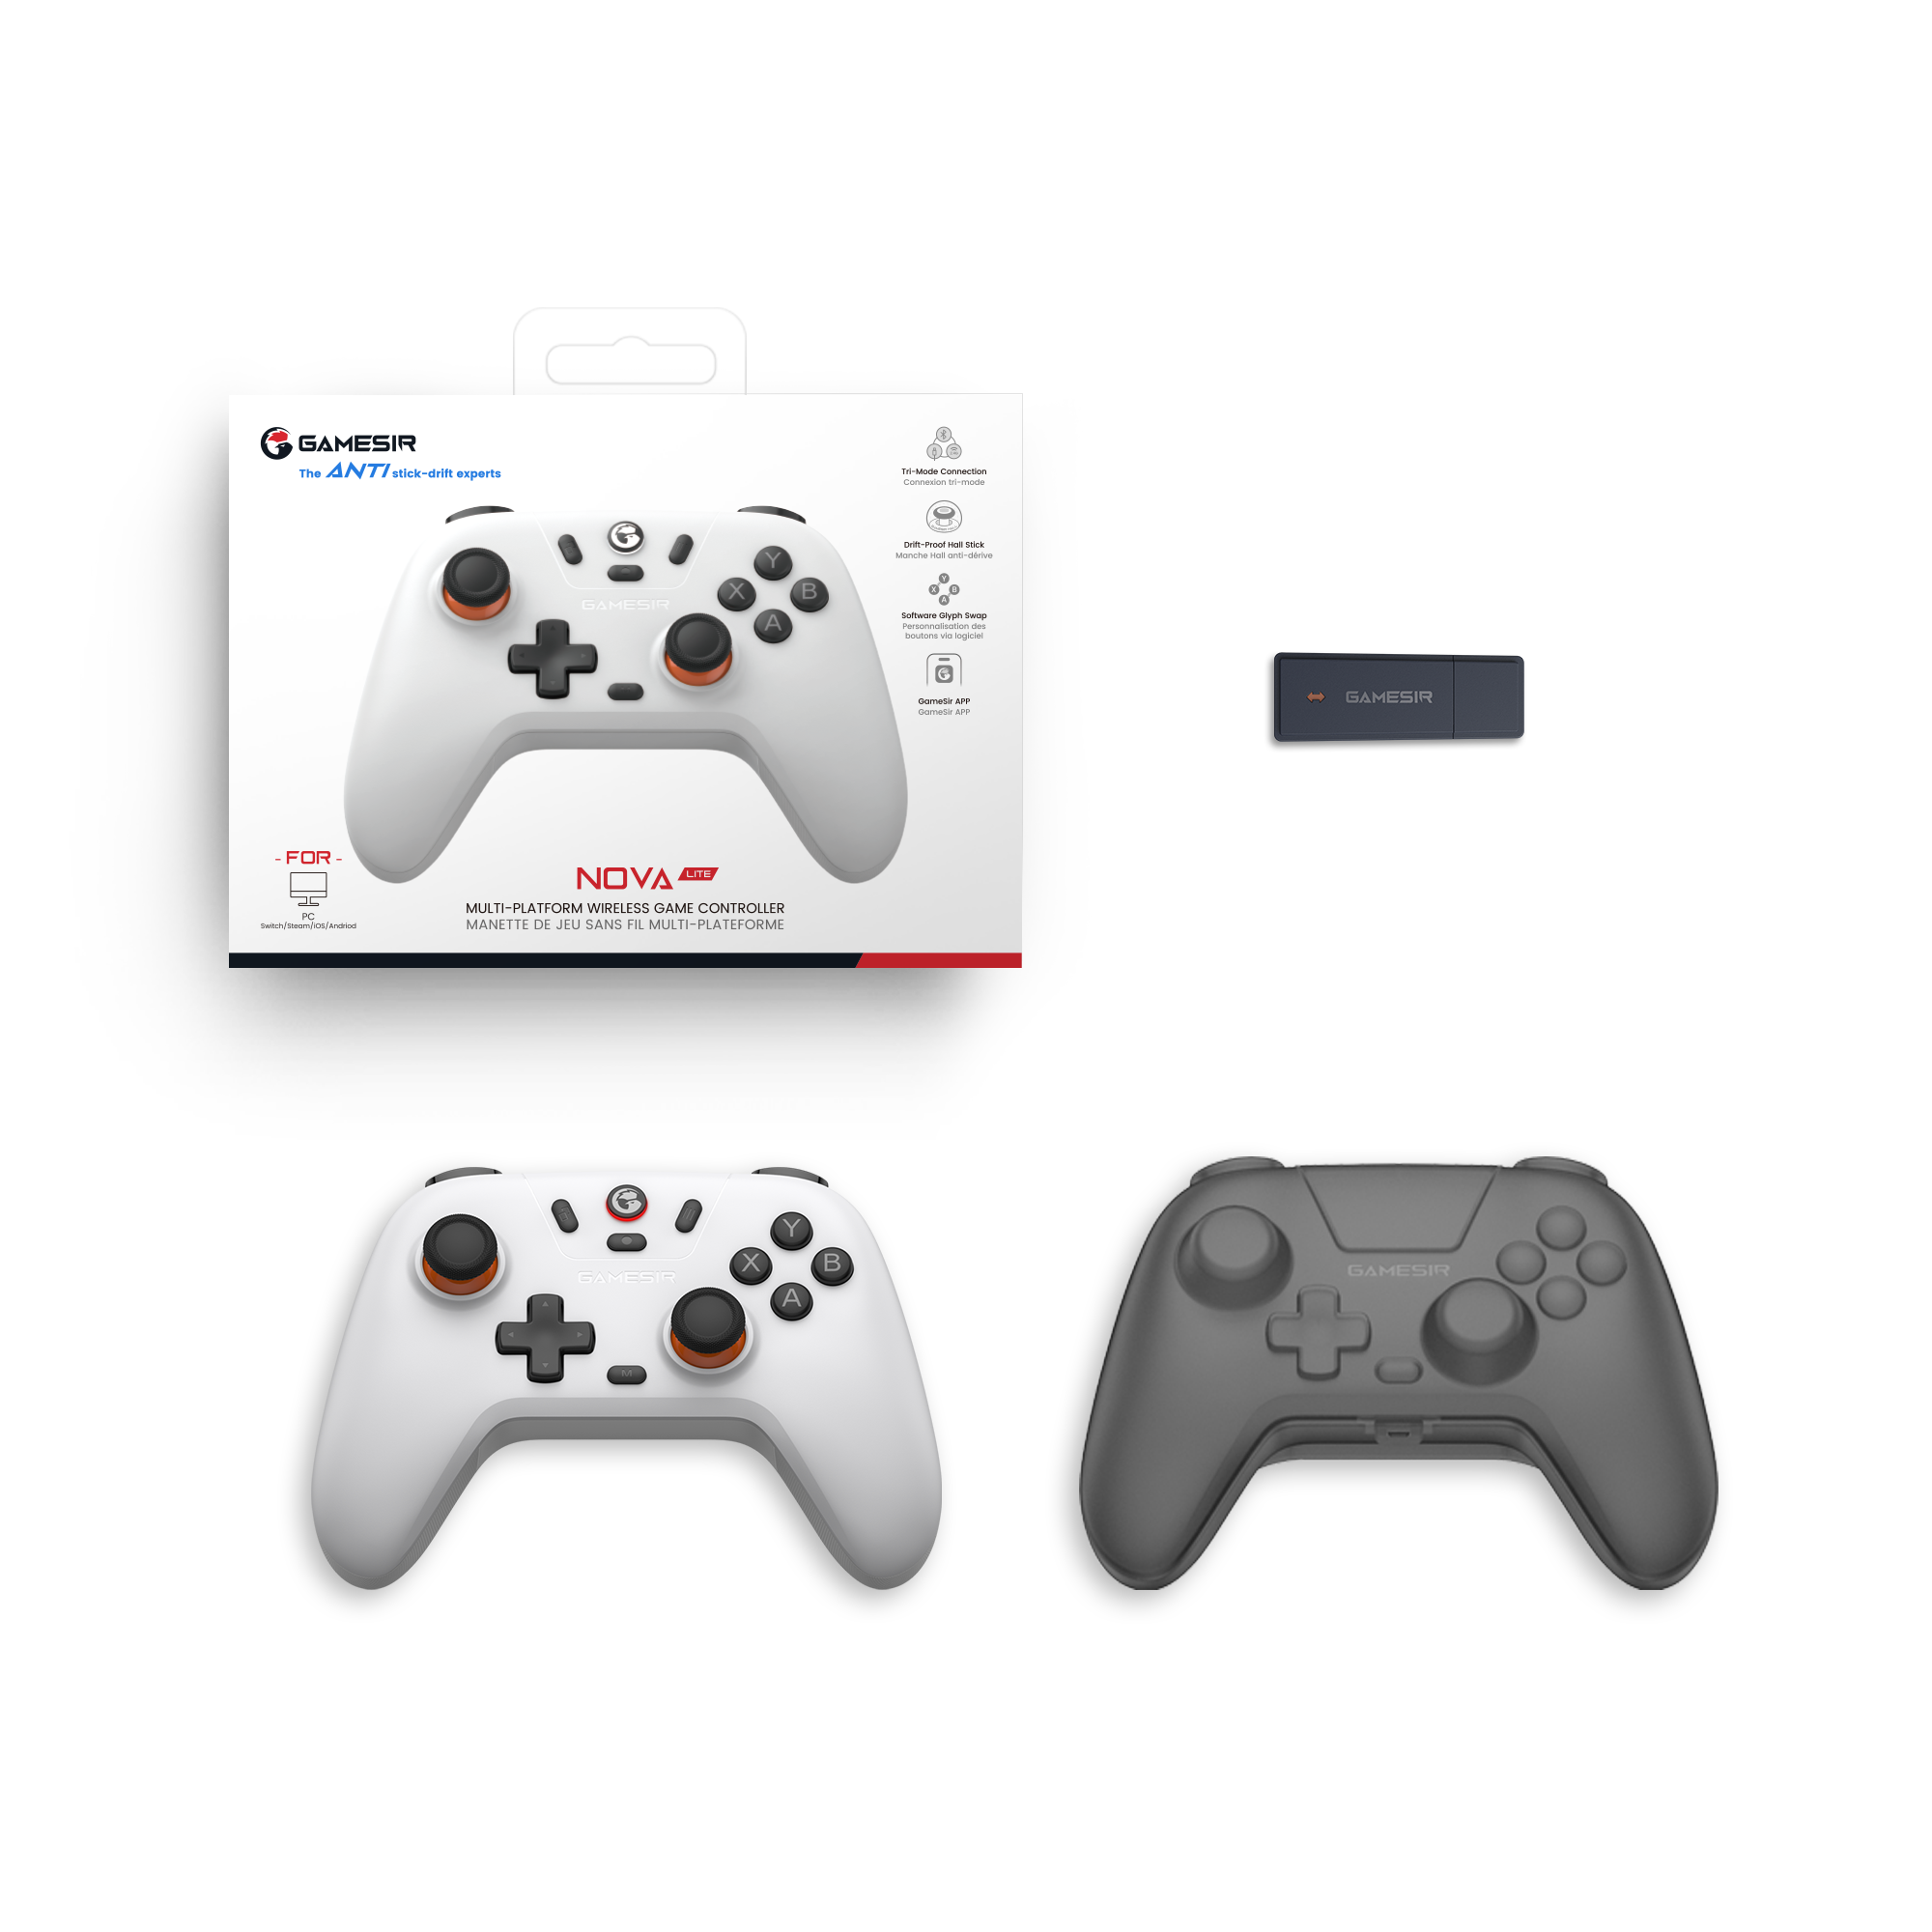 GAMESIR
The ANTI stick-drift experts
Tri-Mode Connection
Connexion tri-mode
Drift-Proof Hall Stick
Manche Hall anti-dérive
Y
X
B
A
Software Glyph Swap
Personnalisation des
boutons via logiciel
GameSir APP
GameSir APP
Y
X
B
A
GAMESIR
- FOR -
PC
Switch/Steam/iOS/Andriod
NOVA LITE
MULTI-PLATFORM WIRELESS GAME CONTROLLER
MANETTE DE JEU SANS FIL MULTI-PLATEFORME
GAMESIR
Y
X
B
A
GAMESIR
M
GAMESIR